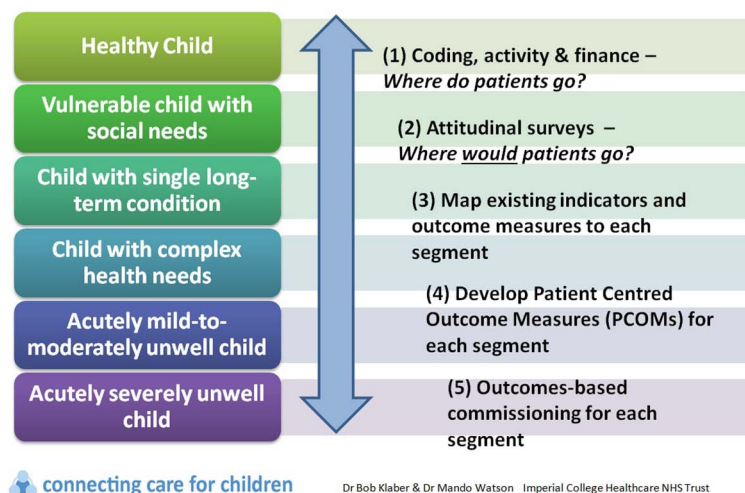 Healthy Child
Vulnerable child with
social needs
Child with single long-
term condition
Child with complex
health needs
Acutely mild-to-
moderately unwell child
Acutely severely unwell
child
(1) Coding, activity & finance –
Where do patients go?
(2) Attitudinal surveys –
Where would patients go?
(3) Map existing indicators and
outcome measures to each
segment
(4) Develop Patient Centred
Outcome Measures (PCOMs) for
each segment
(5) Outcomes-based
commissioning for each
segment
connecting care for children
Dr Bob Klaber & Dr Mando Watson Imperial College Healthcare NHS Trust